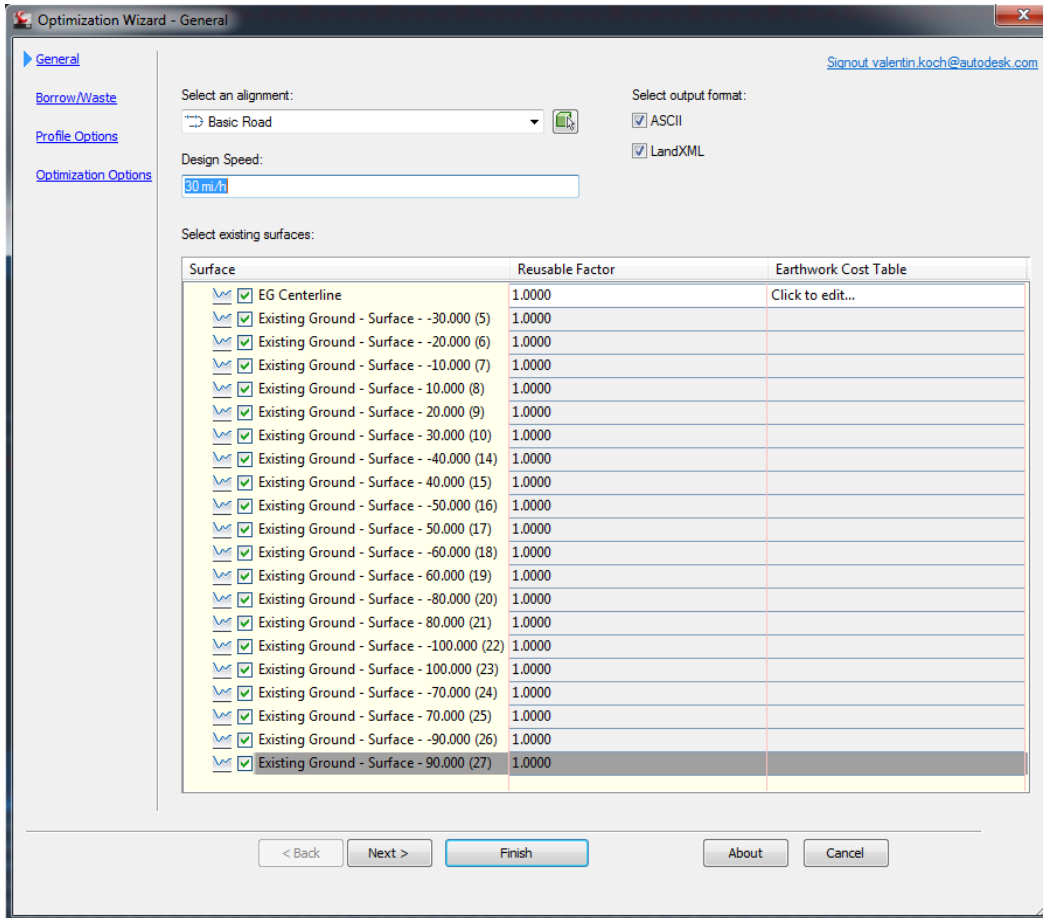 Optimization Wizard - General
x
General
Borrow/Waste
Profile Options
Optimization Options
Signout valentin.koch@autodesk.com
Select an alignment:
Basic Road
Design Speed:
30 mi/h
Select output format:
ASCII
LandXML
Select existing surfaces:
Surface Reusable Factor Earthwork Cost Table
EG Centerline 1.0000 Click to edit...
Existing Ground - Surface - -30.000 (5) 1.0000
Existing Ground - Surface - -20.000 (6) 1.0000
Existing Ground - Surface - -10.000 (7) 1.0000
Existing Ground - Surface - 10.000 (8) 1.0000
Existing Ground - Surface - 20.000 (9) 1.0000
Existing Ground - Surface - 30.000 (10) 1.0000
Existing Ground - Surface - -40.000 (14) 1.0000
Existing Ground - Surface - 40.000 (15) 1.0000
Existing Ground - Surface - -50.000 (16) 1.0000
Existing Ground - Surface - 50.000 (17) 1.0000
Existing Ground - Surface - -60.000 (18) 1.0000
Existing Ground - Surface - 60.000 (19) 1.0000
Existing Ground - Surface - -80.000 (20) 1.0000
Existing Ground - Surface - 80.000 (21) 1.0000
Existing Ground - Surface - -100.000 (22) 1.0000
Existing Ground - Surface - 100.000 (23) 1.0000
Existing Ground - Surface - -70.000 (24) 1.0000
Existing Ground - Surface - 70.000 (25) 1.0000
Existing Ground - Surface - -90.000 (26) 1.0000
Existing Ground - Surface - 90.000 (27) 1.0000
< Back Next > Finish About Cancel